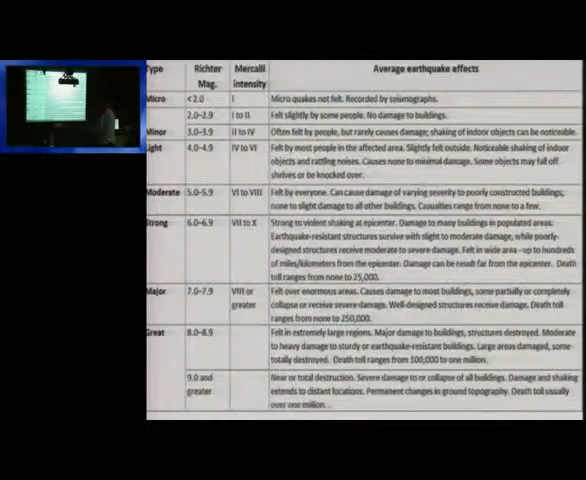 Type Richter Mag. Mercalli intensity Average earthquake effects
Micro <2.0 I Micro quakes not felt. Recorded by seismographs.
2.0-2.9 I to II Felt slightly by some people. No damage to buildings.
Minor 3.0-3.9 II to IV Often felt by people, but rarely causes damage; shaking of indoor objects can be noticeable.
Light 4.0-4.9 IV to VI Felt by most people in the affected area. Slightly felt outside. Noticeable shaking of indoor
objects and rattling noises. Causes none to minimal damage. Some objects may fall off
shelves or be knocked over.
Moderate 5.0-5.9 VI to VIII Felt by everyone. Can cause damage of varying severity to poorly constructed buildings;
none to slight damage to all other buildings. Casualties range from none to a few.
Strong 6.0-6.9 VII to X Strong to violent shaking at epicenter. Damage to many buildings in populated areas.
Earthquake-resistant structures survive with slight to moderate damage, while poorly-
designed structures receive moderate to severe damage. Felt in wide area - up to hundreds
of miles/kilometers from the epicenter. Damage can be result far from the epicenter. Death
toll ranges from none to 25,000.
Major 7.0-7.9 VIII or greater Felt over enormous areas. Causes damage to most buildings, some partially or completely
collapse or receive severe damage. Well-designed structures receive damage. Death toll
ranges from none to 250,000.
Great 8.0-8.9 Felt in extremely large regions. Major damage to buildings, structures destroyed. Moderate
to heavy damage to sturdy or earthquake-resistant buildings. Large areas damaged, some
totally destroyed. Death toll ranges from 100,000 to one million.
9.0 and greater Near or total destruction. Severe damage to or collapse of all buildings. Damage and shaking
extends to distant locations. Permanent changes in ground topography. Death toll usually
over one million.